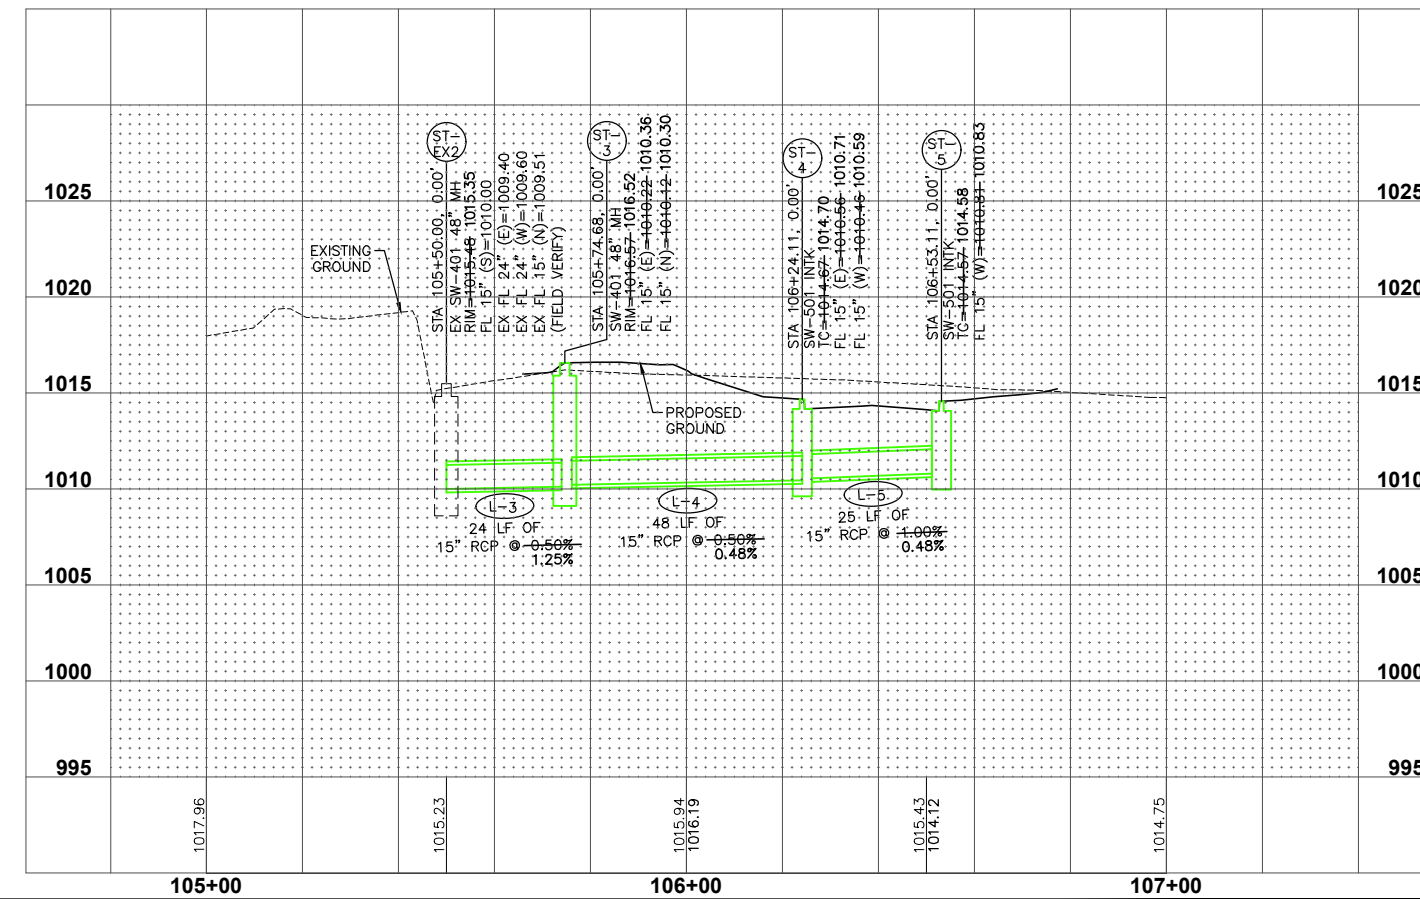 ST-
EX2
STA 105+50.00, 0.00'
EX SW-401 48" MH
RIM=1015.48 1015.35
FL 15" (S)=1010.00
EX FL 24" (E)=1009.40
EX FL 24" (W)=1009.60
EX FL 15" (N)=1009.51
(FIELD VERIFY)
ST-
3
STA 105+74.68, 0.00'
SW-401 48" MH
RIM=1016.57 1016.52
FL 15" (E)=1010.22 1010.36
FL 15" (N)=1010.12 1010.30
ST-
4
STA 106+24.11, 0.00'
SW-501 INTK
TC=1014.67 1014.70
FL 15" (E)=1010.56 1010.71
FL 15" (W)=1010.46 1010.59
ST-
5
STA 106+53.11, 0.00'
SW-501 INTK
TC=1014.57 1014.58
FL 15" (W)=1010.81 1010.83
EXISTING
GROUND
PROPOSED
GROUND
L-3
24 LF OF
15" RCP @ 0.50%
1.25%
L-4
48 LF OF
15" RCP @ 0.50%
0.48%
L-5
25 LF OF
15" RCP @ 1.00%
0.48%
1025
1020
1015
1010
1005
1000
995
1025
1020
1015
1010
1005
1000
995
1017.96
1015.23
1015.94
1016.19
1015.43
1014.12
1014.75
105+00
106+00
107+00